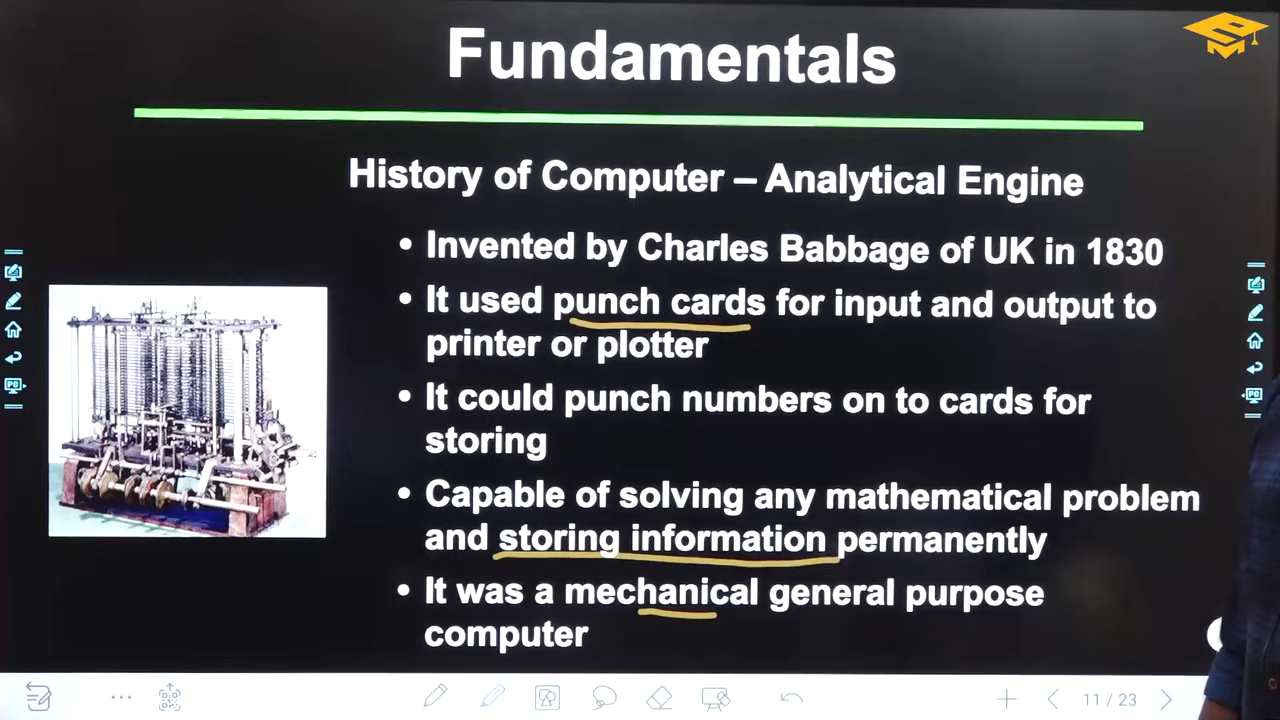 Fundamentals
History of Computer – Analytical Engine
• Invented by Charles Babbage of UK in 1830
• It used punch cards for input and output to
printer or plotter
• It could punch numbers on to cards for
storing
• Capable of solving any mathematical problem
and storing information permanently
• It was a mechanical general purpose
computer
11 / 23